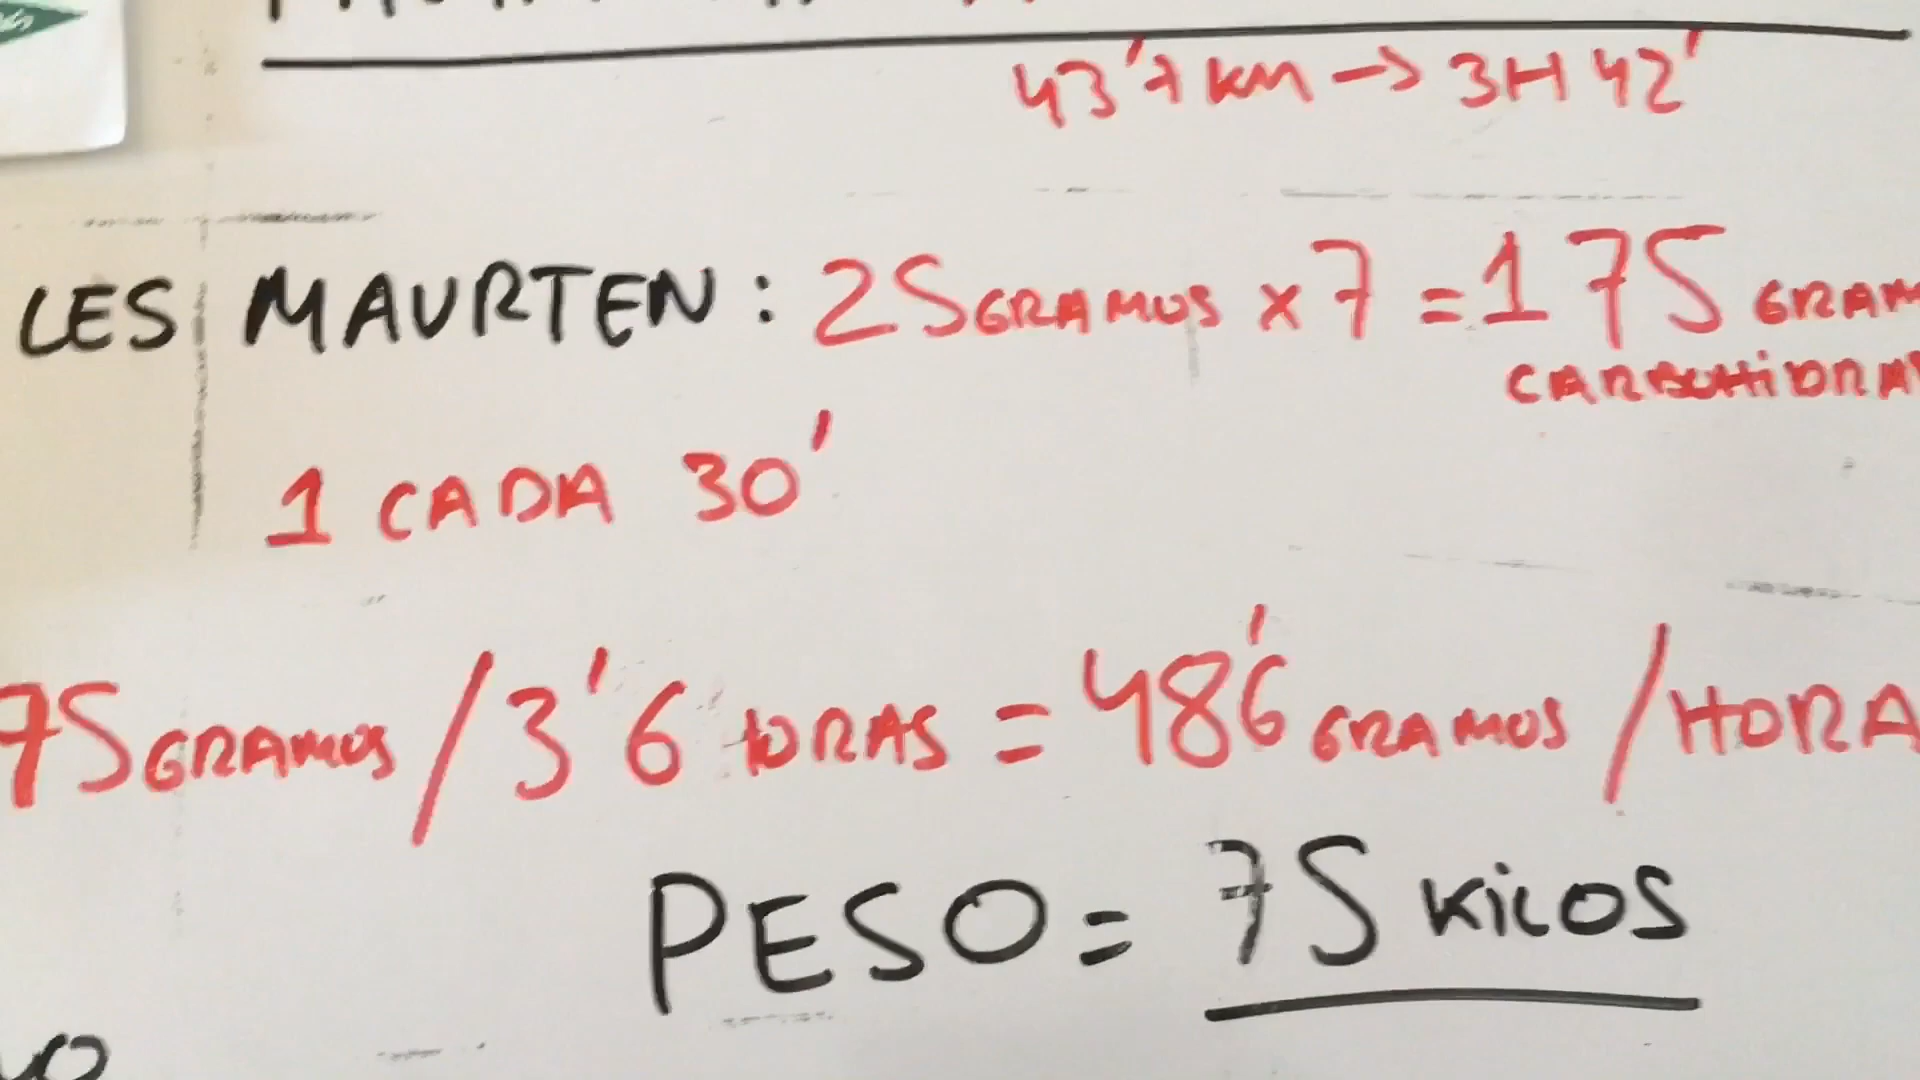 43'7 KM → 3H 42'
LES MAURTEN: 25 GRAMOS x 7 = 175 GRAM
CARBOHIDRA
1 CADA 30'
75 GRAMOS / 3'6 HORAS = 48'6 GRAMOS / HORA
PESO = 75 KILOS